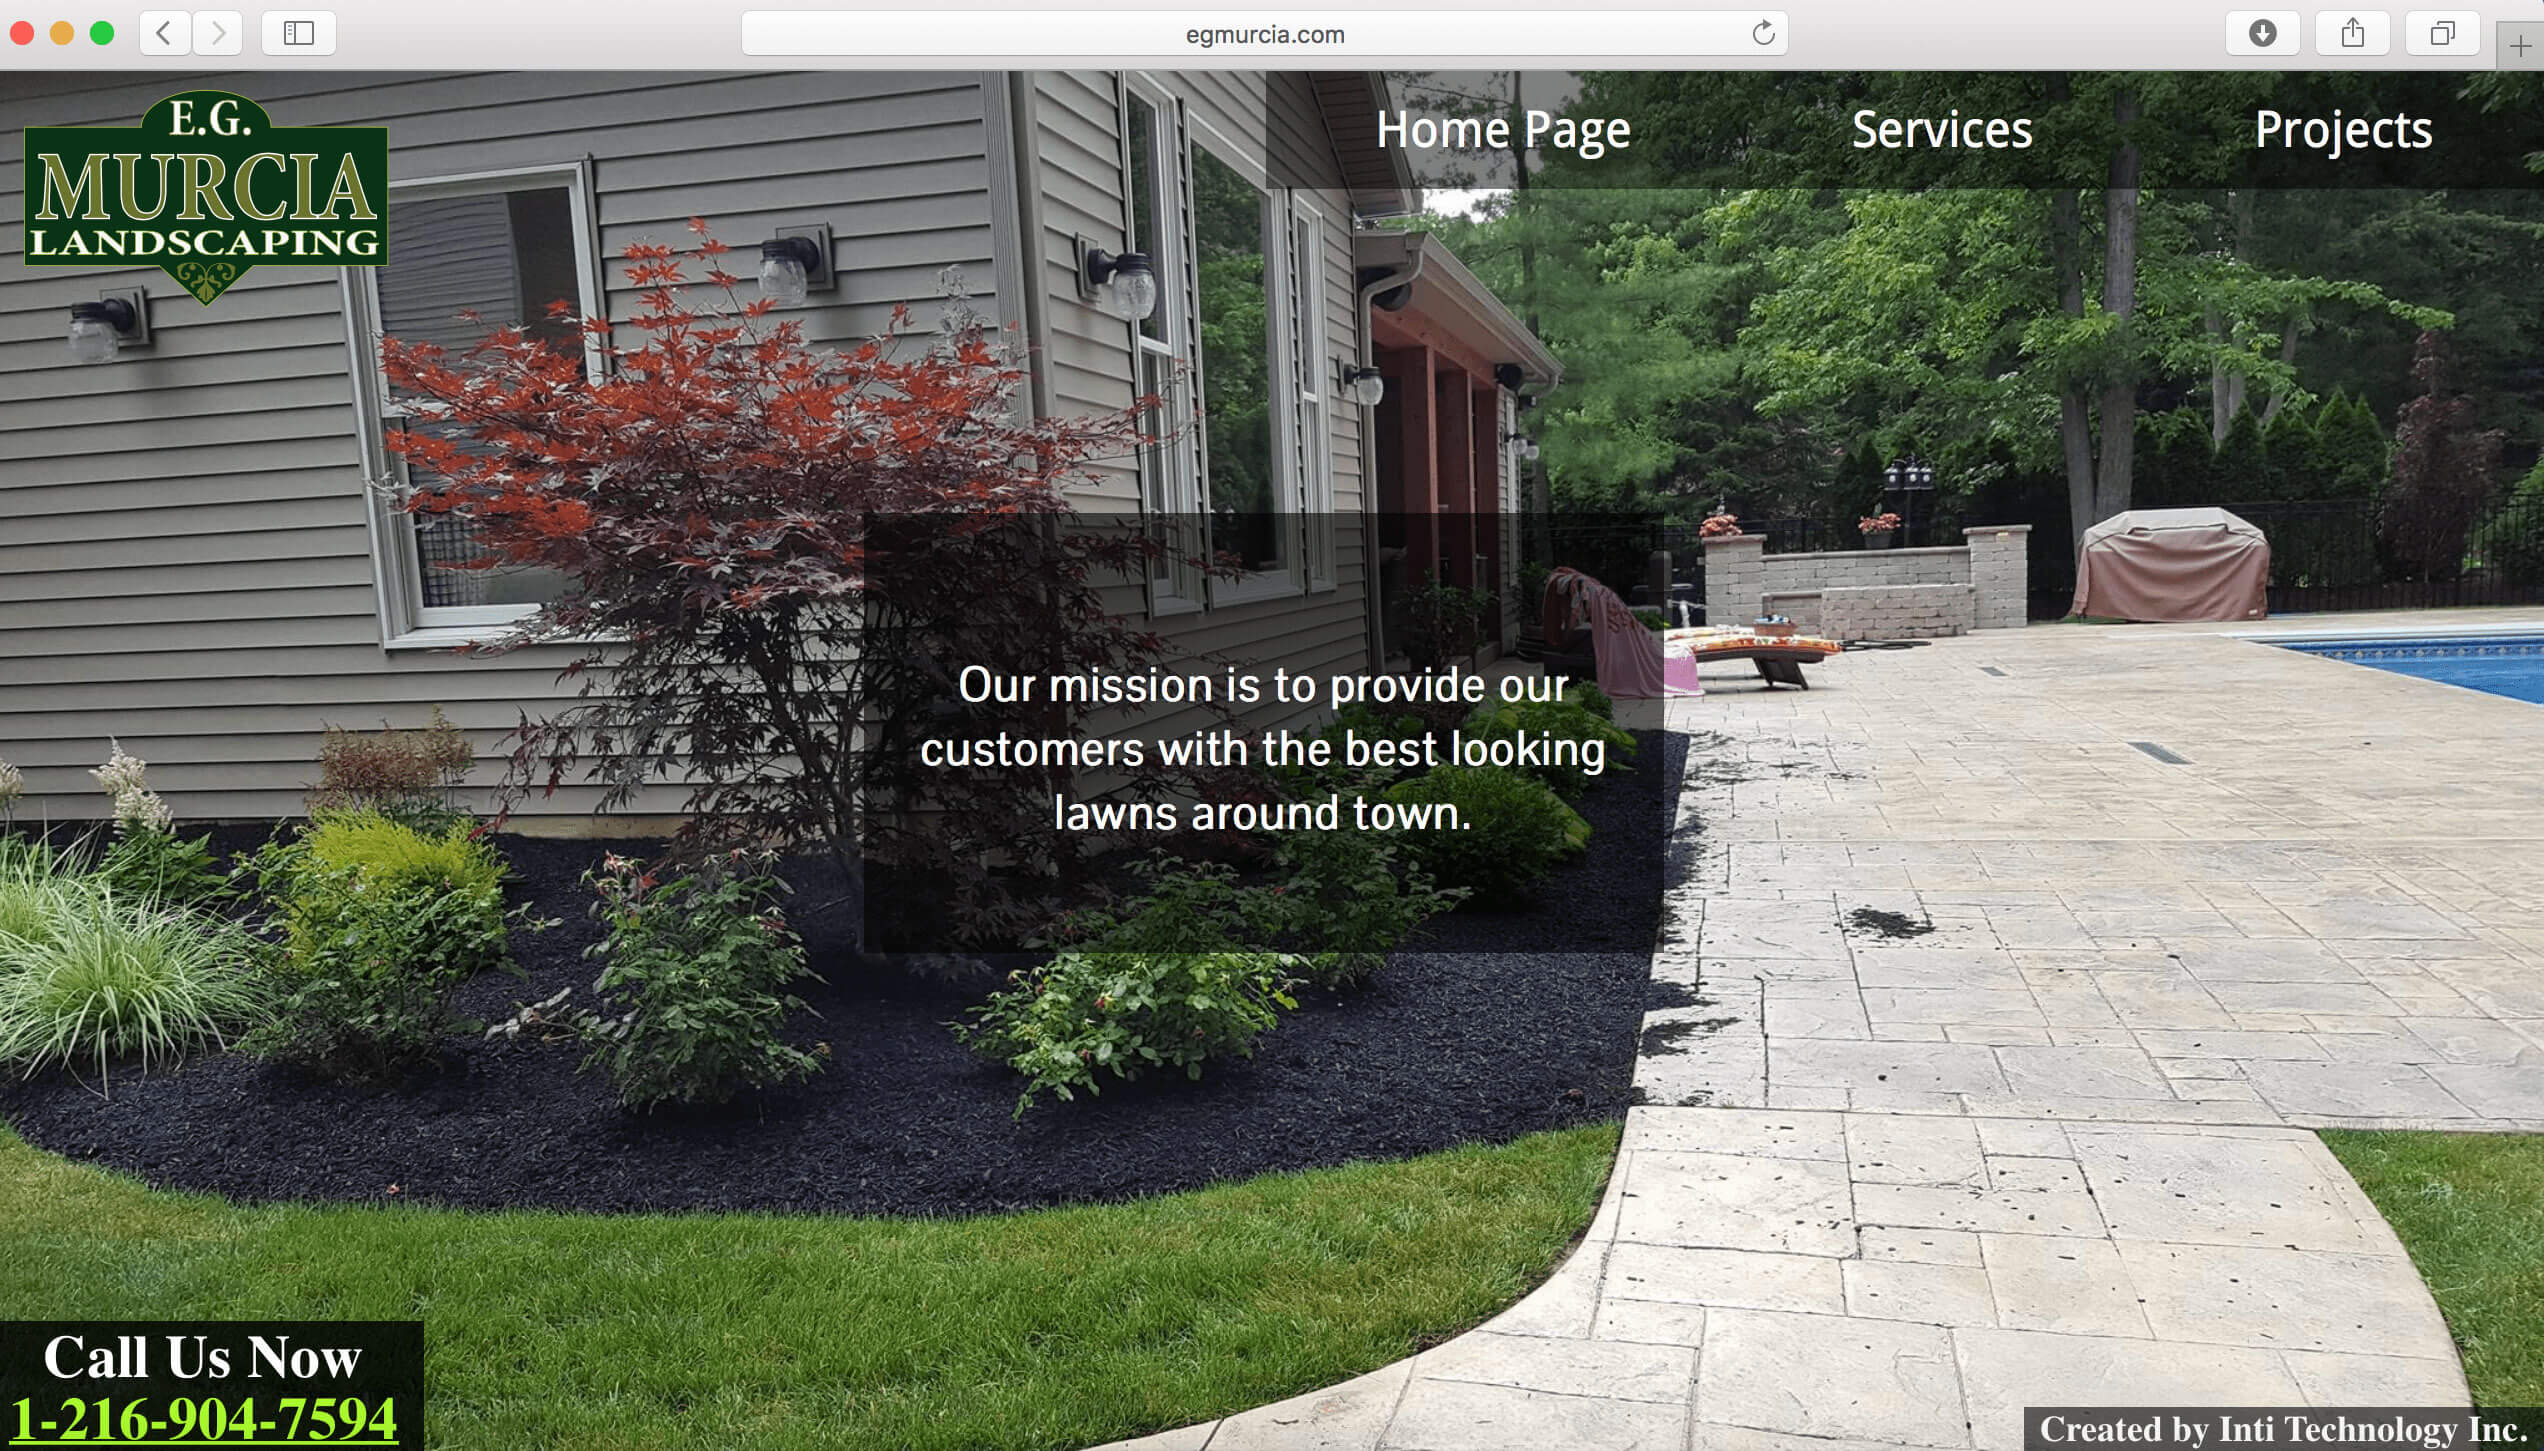 egmurcia.com
E.G.
MURCIA
LANDSCAPING
Home Page Services Projects
Our mission is to provide our
customers with the best looking
lawns around town.
Call Us Now
1-216-904-7594
Created by Inti Technology Inc.